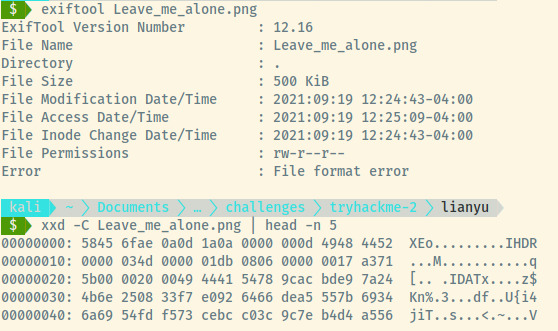 $ exiftool Leave_me_alone.png
ExifTool Version Number : 12.16
File Name : Leave_me_alone.png
Directory : .
File Size : 500 KiB
File Modification Date/Time : 2021:09:19 12:24:43-04:00
File Access Date/Time : 2021:09:19 12:25:09-04:00
File Inode Change Date/Time : 2021:09:19 12:24:43-04:00
File Permissions : rw-r--r--
Error : File format error
kali ~ Documents … challenges tryhackme-2 lianyu
$ xxd -C Leave_me_alone.png | head -n 5
00000000: 5845 6fae 0a0d 1a0a 0000 000d 4948 4452 XEo.........IHDR
00000010: 0000 034d 0000 01db 0806 0000 0017 a371 ...M...........q
00000020: 5b00 0020 0049 4441 5478 9cac bde9 7a24 [.. .IDATx....z$
00000030: 4b6e 2508 33f7 e092 6466 dea5 557b 6934 Kn%.3...df..U{i4
00000040: 6a69 54fd f573 cebc c03c 9c7e b4d4 a556 jiT..s...<.~...V